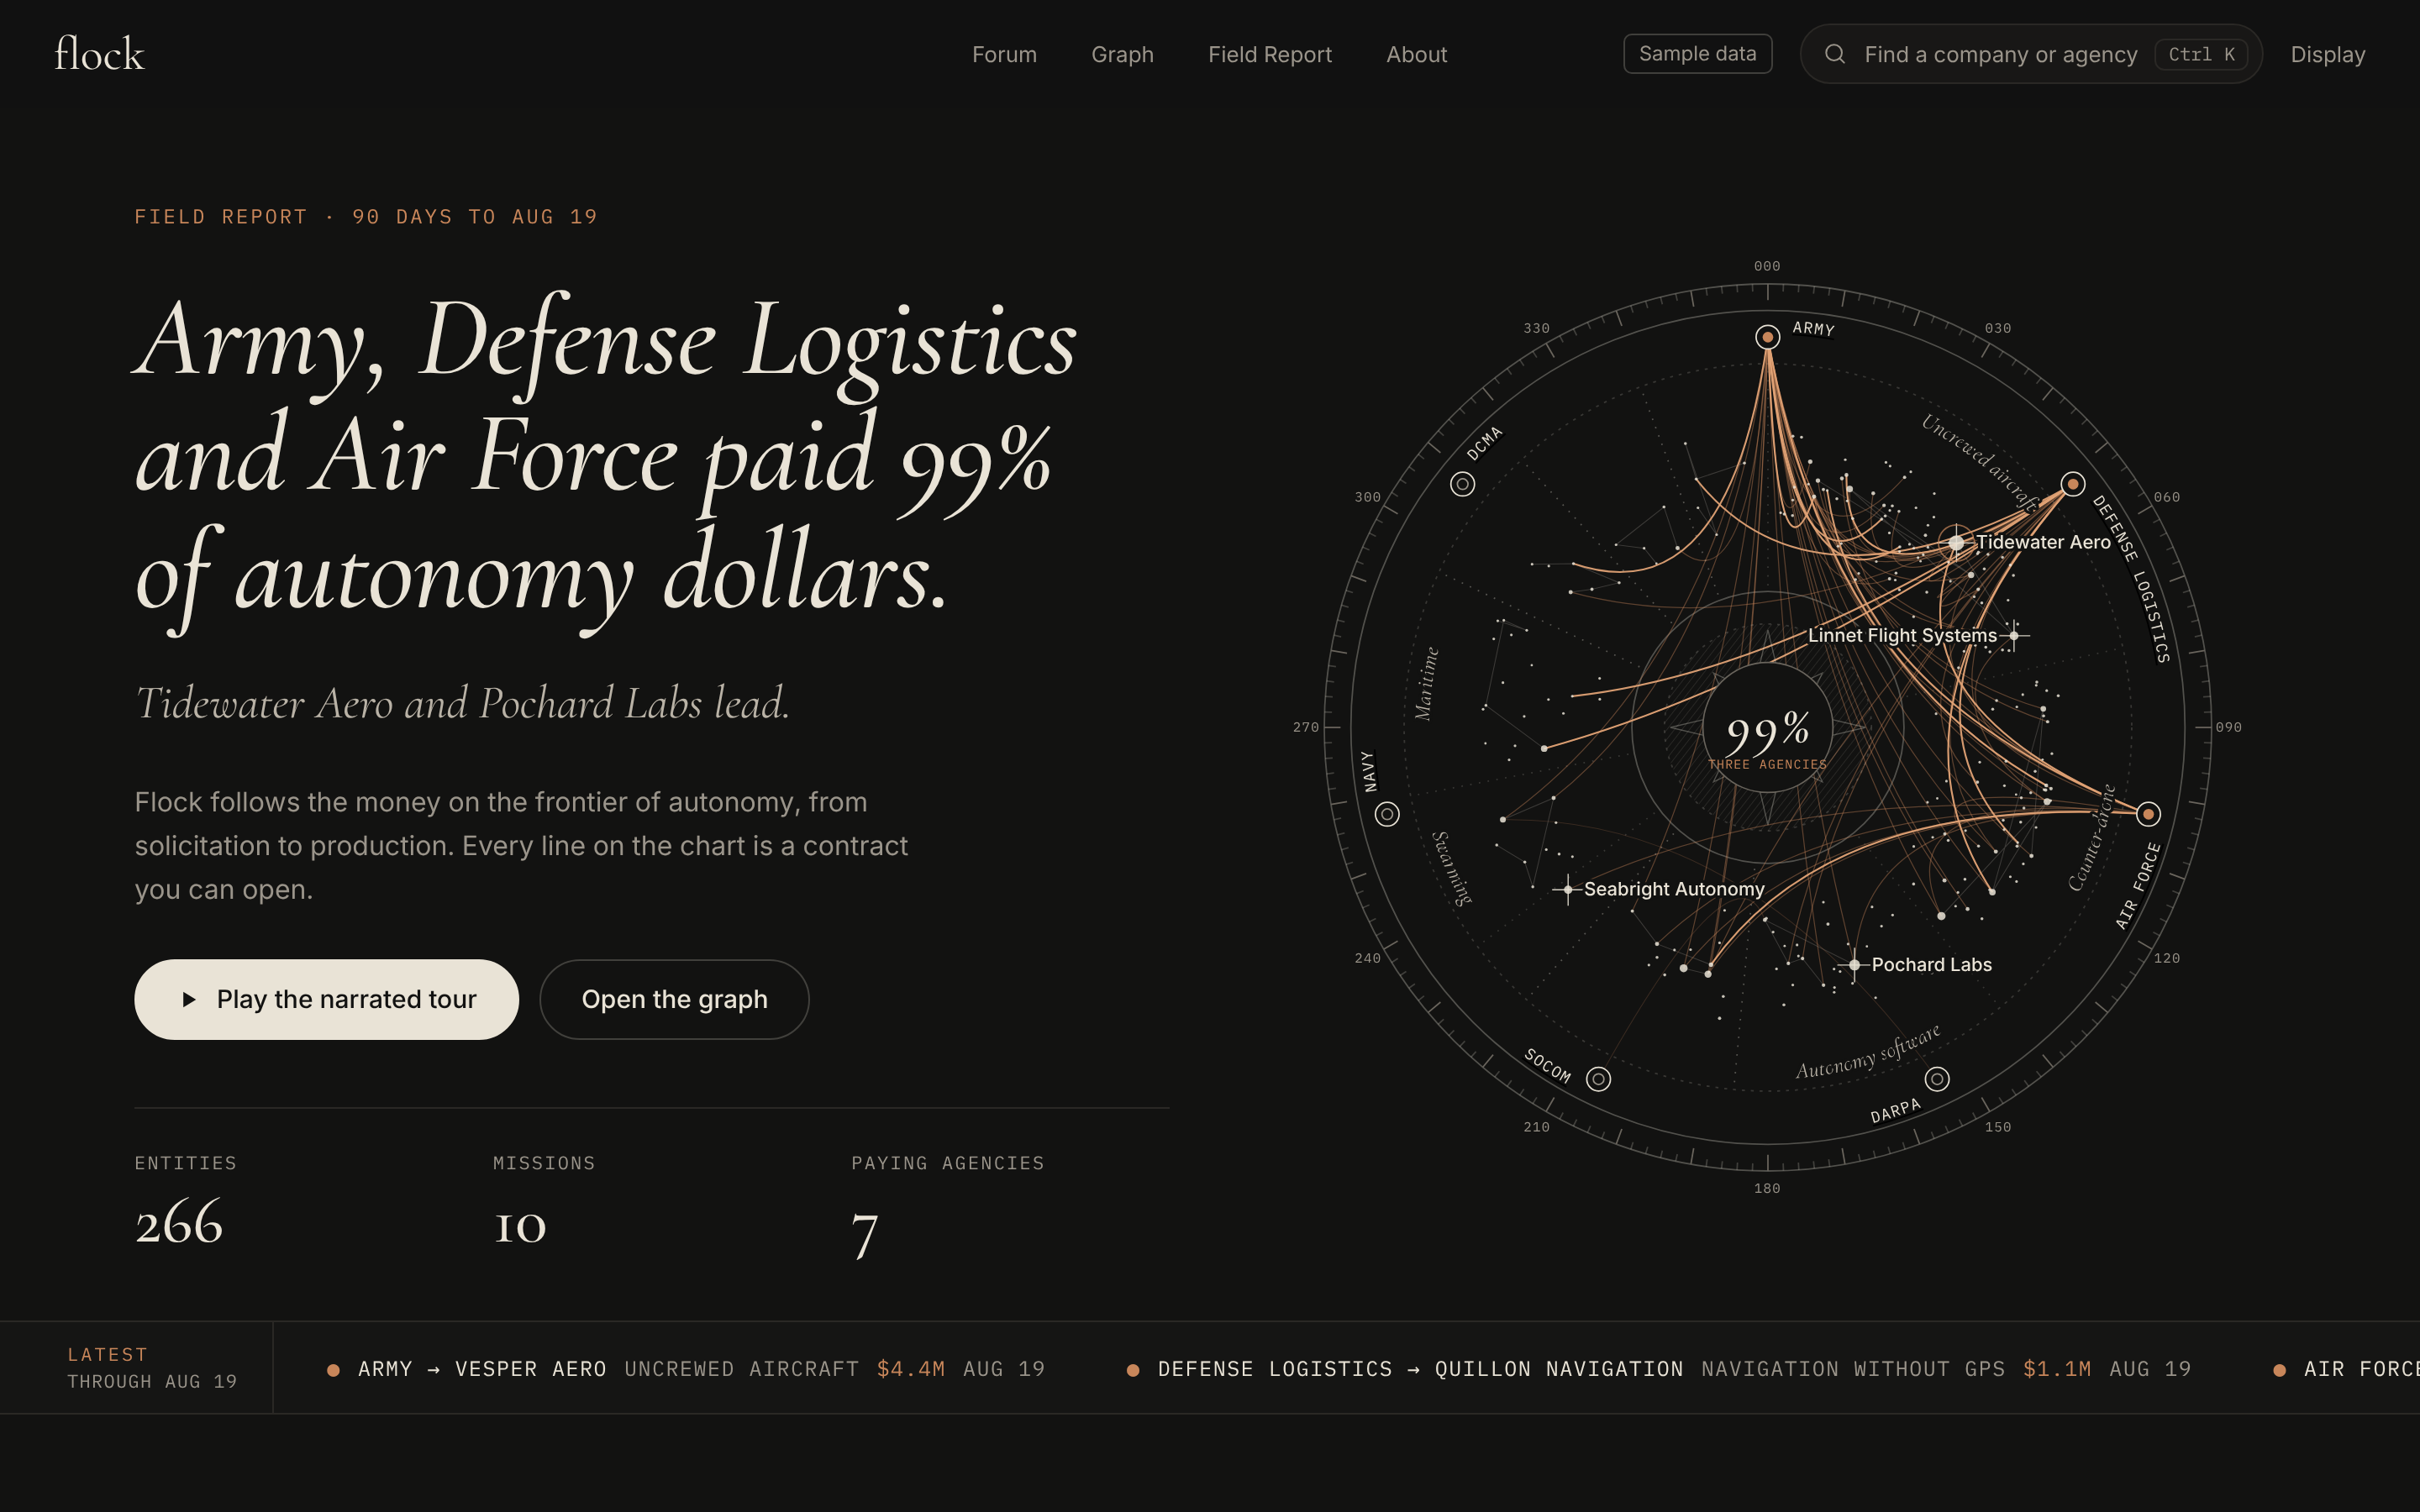 flock
Forum
Graph
Field Report
About
Sample data
Find a company or agency
Ctrl K
Display
FIELD REPORT · 90 DAYS TO AUG 19
Army, Defense Logistics
and Air Force paid 99%
of autonomy dollars.
Tidewater Aero and Pochard Labs lead.
Flock follows the money on the frontier of autonomy, from
solicitation to production. Every line on the chart is a contract
you can open.
Play the narrated tour
Open the graph
ENTITIES
266
MISSIONS
10
PAYING AGENCIES
7
000
030
060
090
120
150
180
210
240
270
300
330
ARMY
DEFENSE LOGISTICS
AIR FORCE
DARPA
SOCOM
NAVY
DCMA
Uncrewed aircraft
Counter-drone
Autonomy software
Swarming
Maritime
Tidewater Aero
Linnet Flight Systems
Seabright Autonomy
Pochard Labs
99%
THREE AGENCIES
LATEST
THROUGH AUG 19
ARMY → VESPER AERO UNCREWED AIRCRAFT $4.4M AUG 19
DEFENSE LOGISTICS → QUILLON NAVIGATION NAVIGATION WITHOUT GPS $1.1M AUG 19
AIR FORCE